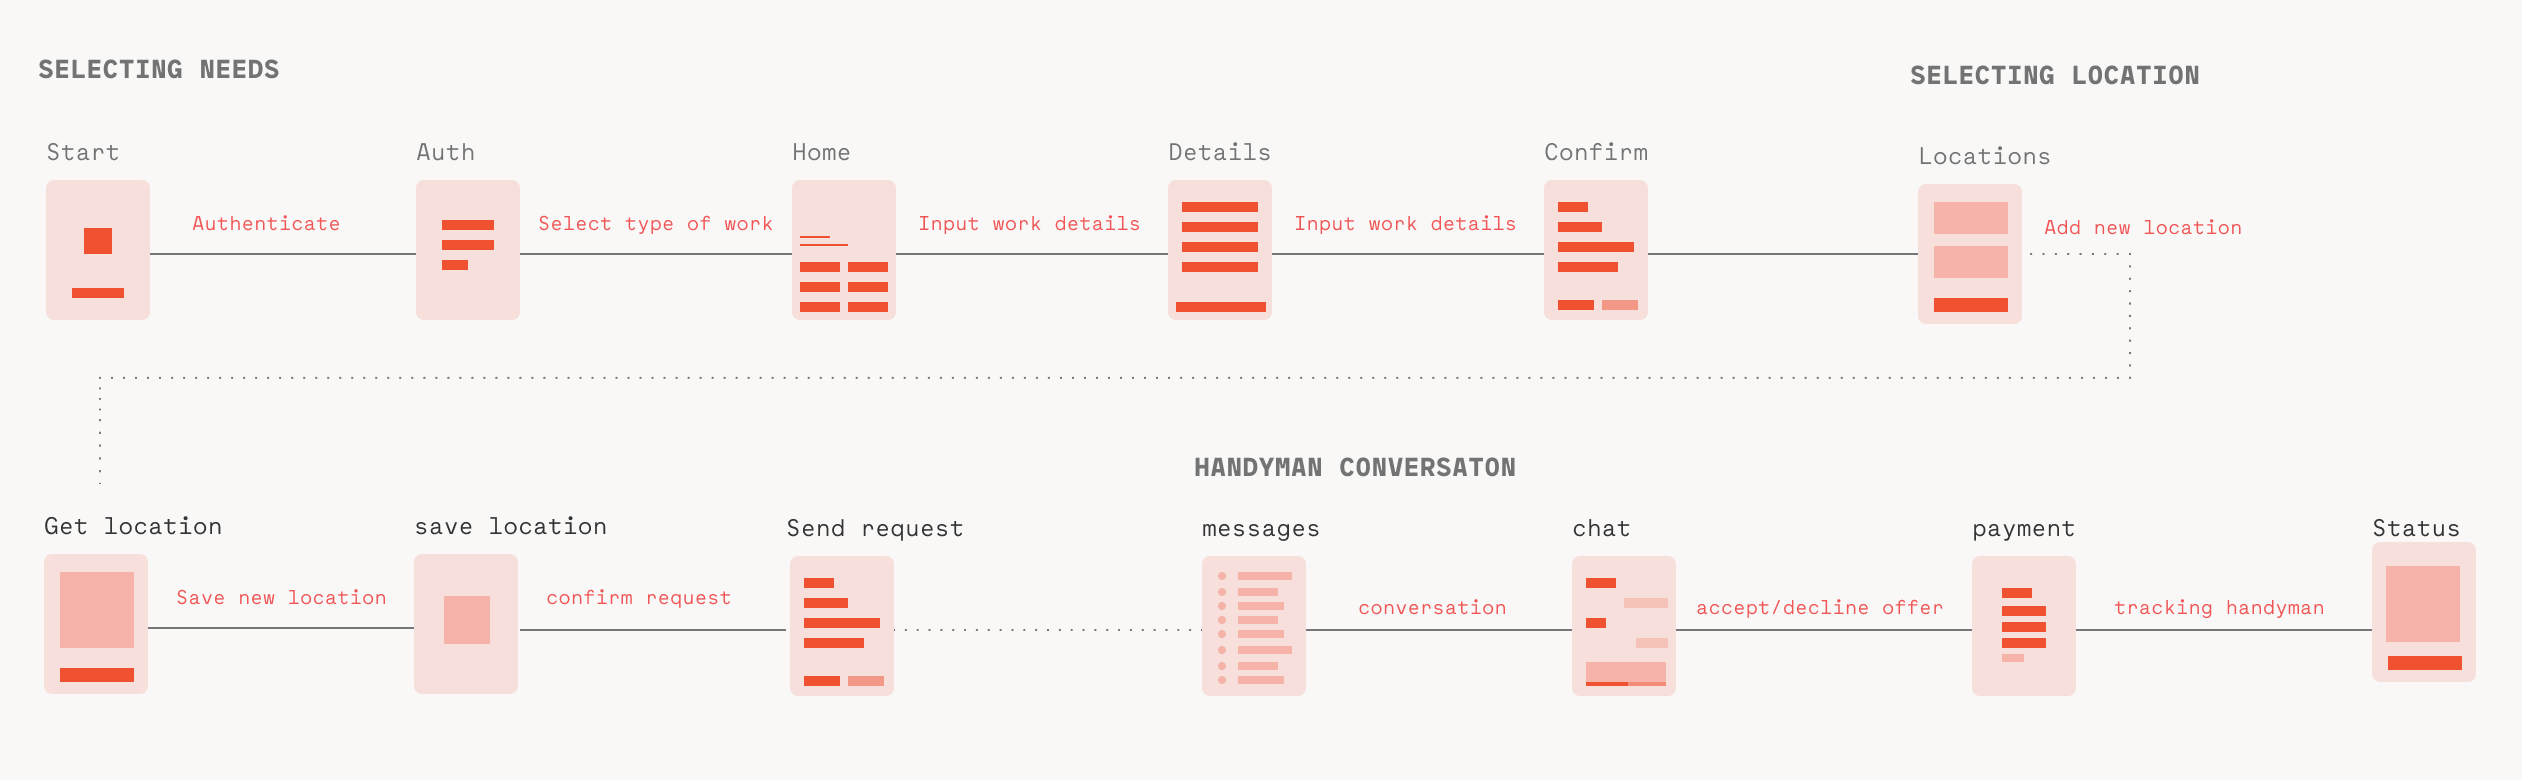 SELECTING NEEDS
SELECTING LOCATION
Start
Auth
Home
Details
Confirm
Locations
Authenticate
Select type of work
Input work details
Input work details
Add new location
HANDYMAN CONVERSATON
Get location
save location
Send request
messages
chat
payment
Status
Save new location
confirm request
conversation
accept/decline offer
tracking handyman